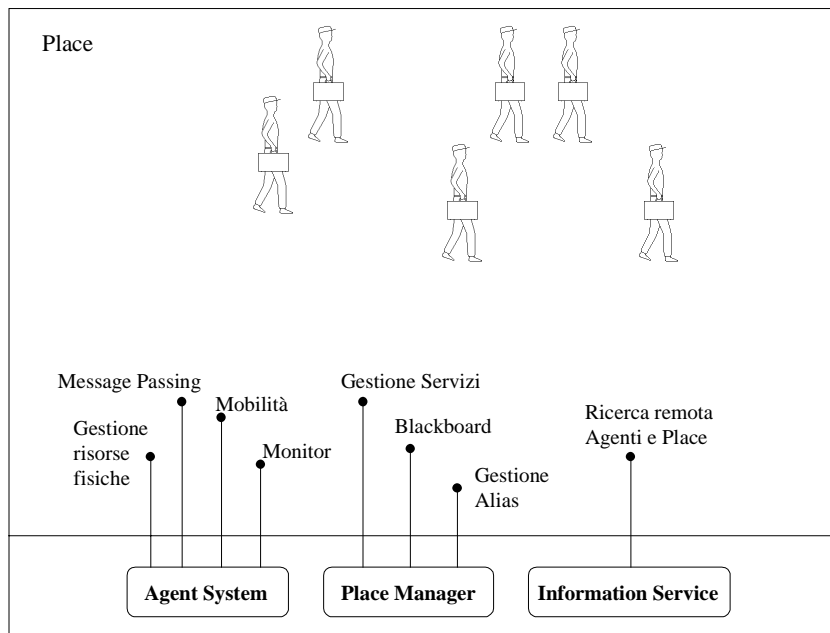 Place
Message Passing
Mobilità
Gestione
risorse
fisiche
Monitor
Gestione Servizi
Blackboard
Gestione
Alias
Ricerca remota
Agenti e Place
Agent System
Place Manager
Information Service